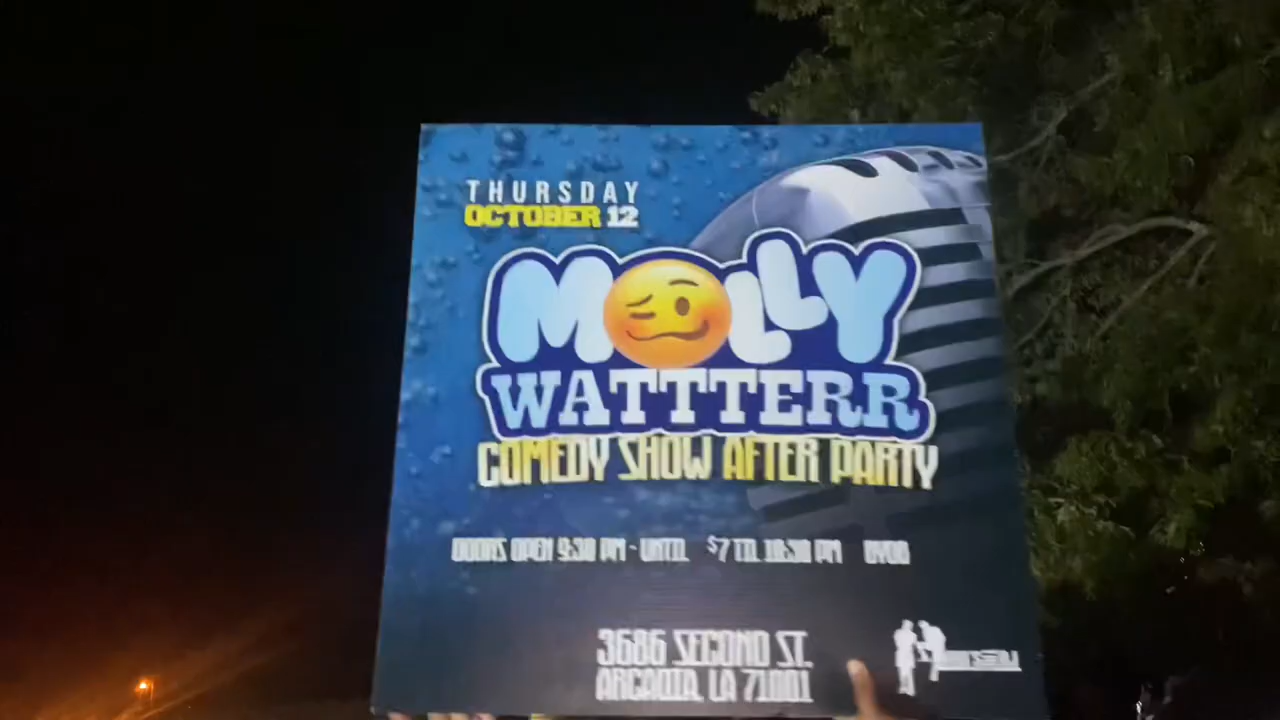 THURSDAY
OCTOBER 12
MOLLY
WATTTERR
COMEDY SHOW AFTER PARTY
DOORS OPEN 9:30 PM - UNTIL $7 TIL 10:30 PM BYOB
3686 SECOND ST.
ARCADIA, LA 71001